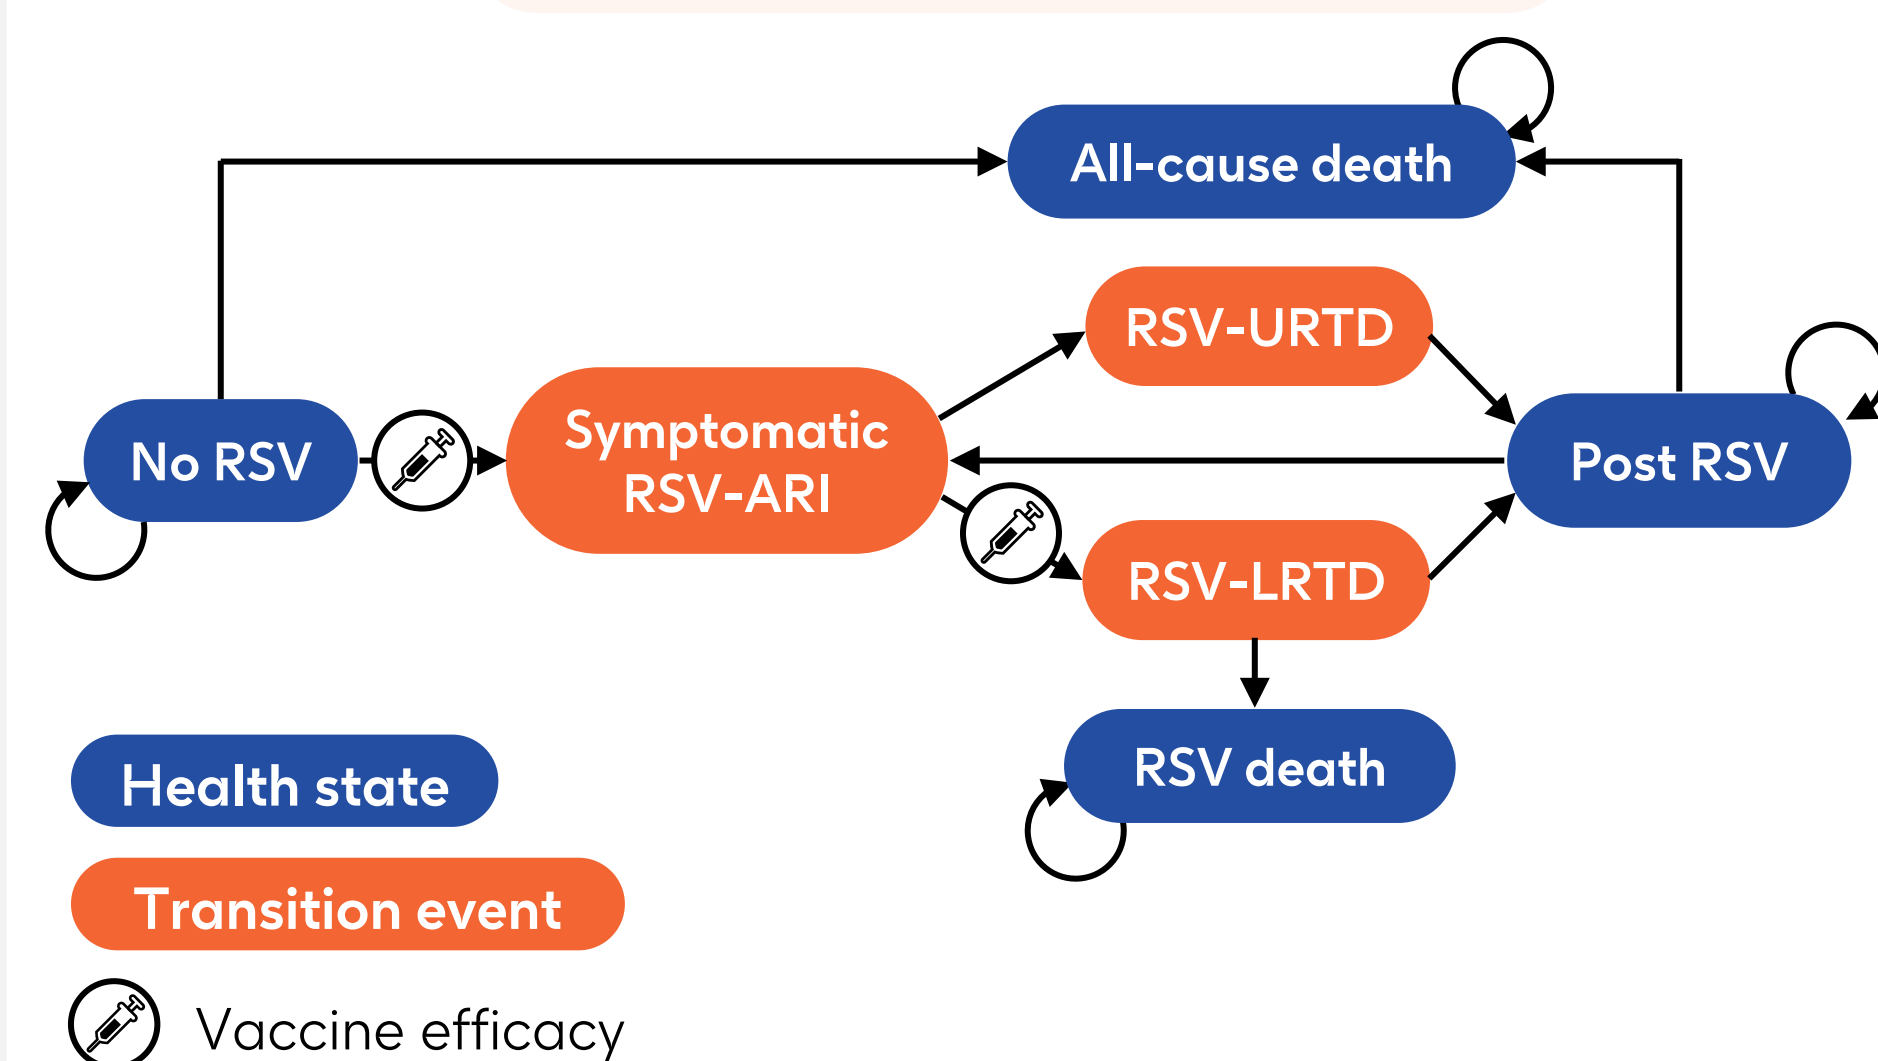 All-cause death
RSV-URTD
No RSV
Symptomatic
RSV-ARI
Post RSV
RSV-LRTD
RSV death
Health state
Transition event
Vaccine efficacy